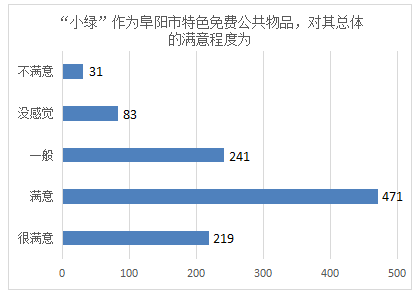 “小绿”作为阜阳市特色免费公共物品，对其总体
的满意程度为
不满意 31
没感觉 83
一般 241
满意 471
很满意 219
0 100 200 300 400 500